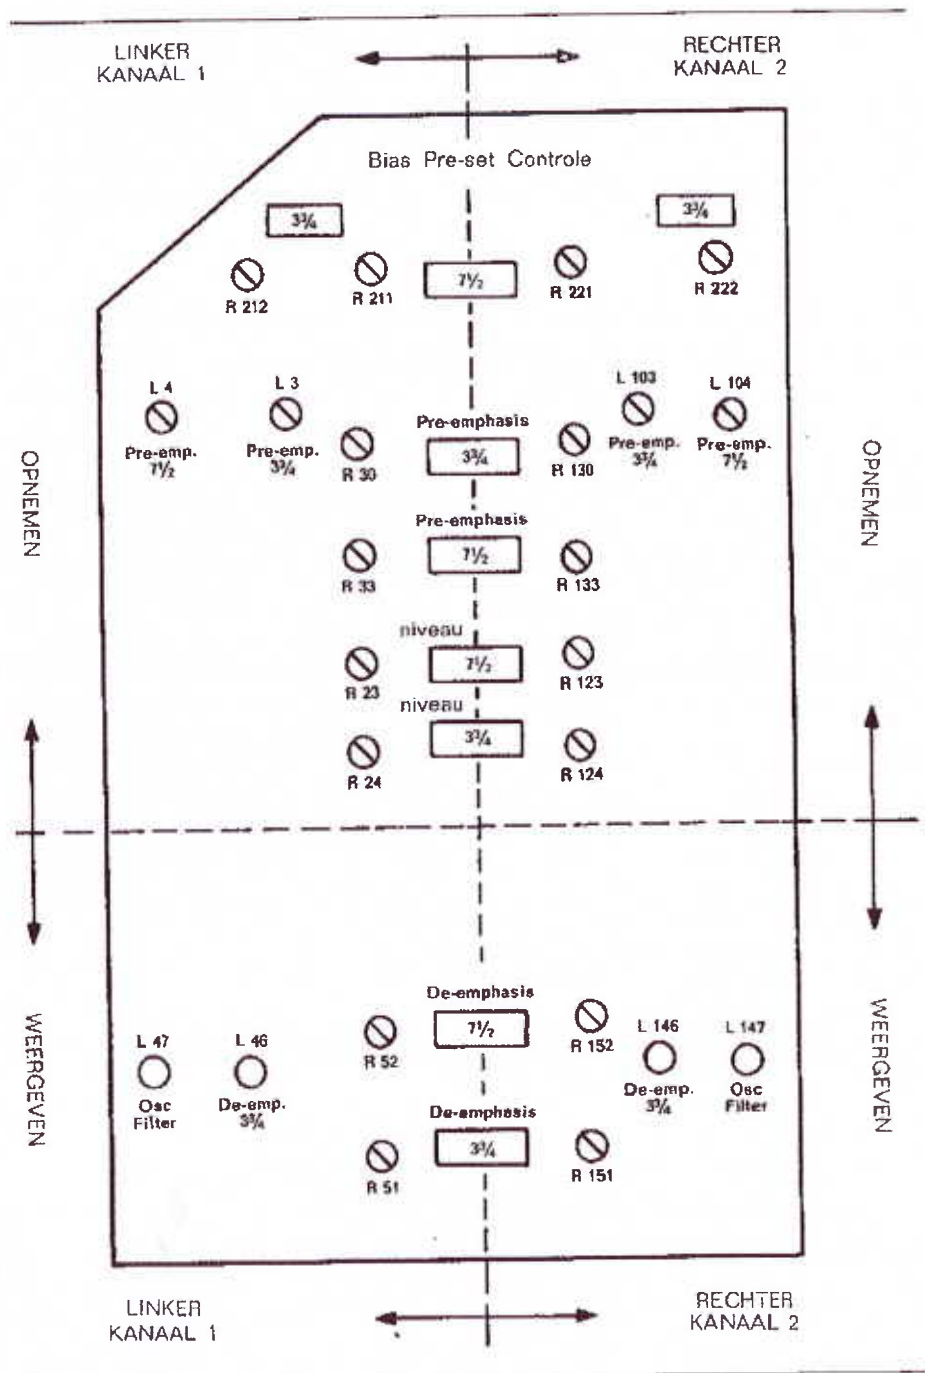 LINKER
KANAAL 1
RECHTER
KANAAL 2
Bias Pre-set Controle
3¾
3¾
7½
R 212
R 211
R 221
R 222
L 4
Pre-emp.
7½
L 3
Pre-emp.
3¾
R 30
Pre-emphasis
3¾
R 130
L 103
Pre-emp.
3¾
L 104
Pre-emp.
7½
OPNEMEN
OPNEMEN
Pre-emphasis
7½
R 33
R 133
niveau
7½
R 23
R 123
niveau
3¾
R 24
R 124
De-emphasis
7½
R 52
R 152
L 47
Osc
Filter
L 46
De-emp.
3¾
L 146
De-emp.
3¾
L 147
Osc
Filter
WEERGEVEN
WEERGEVEN
De-emphasis
3¾
R 51
R 151
LINKER
KANAAL 1
RECHTER
KANAAL 2